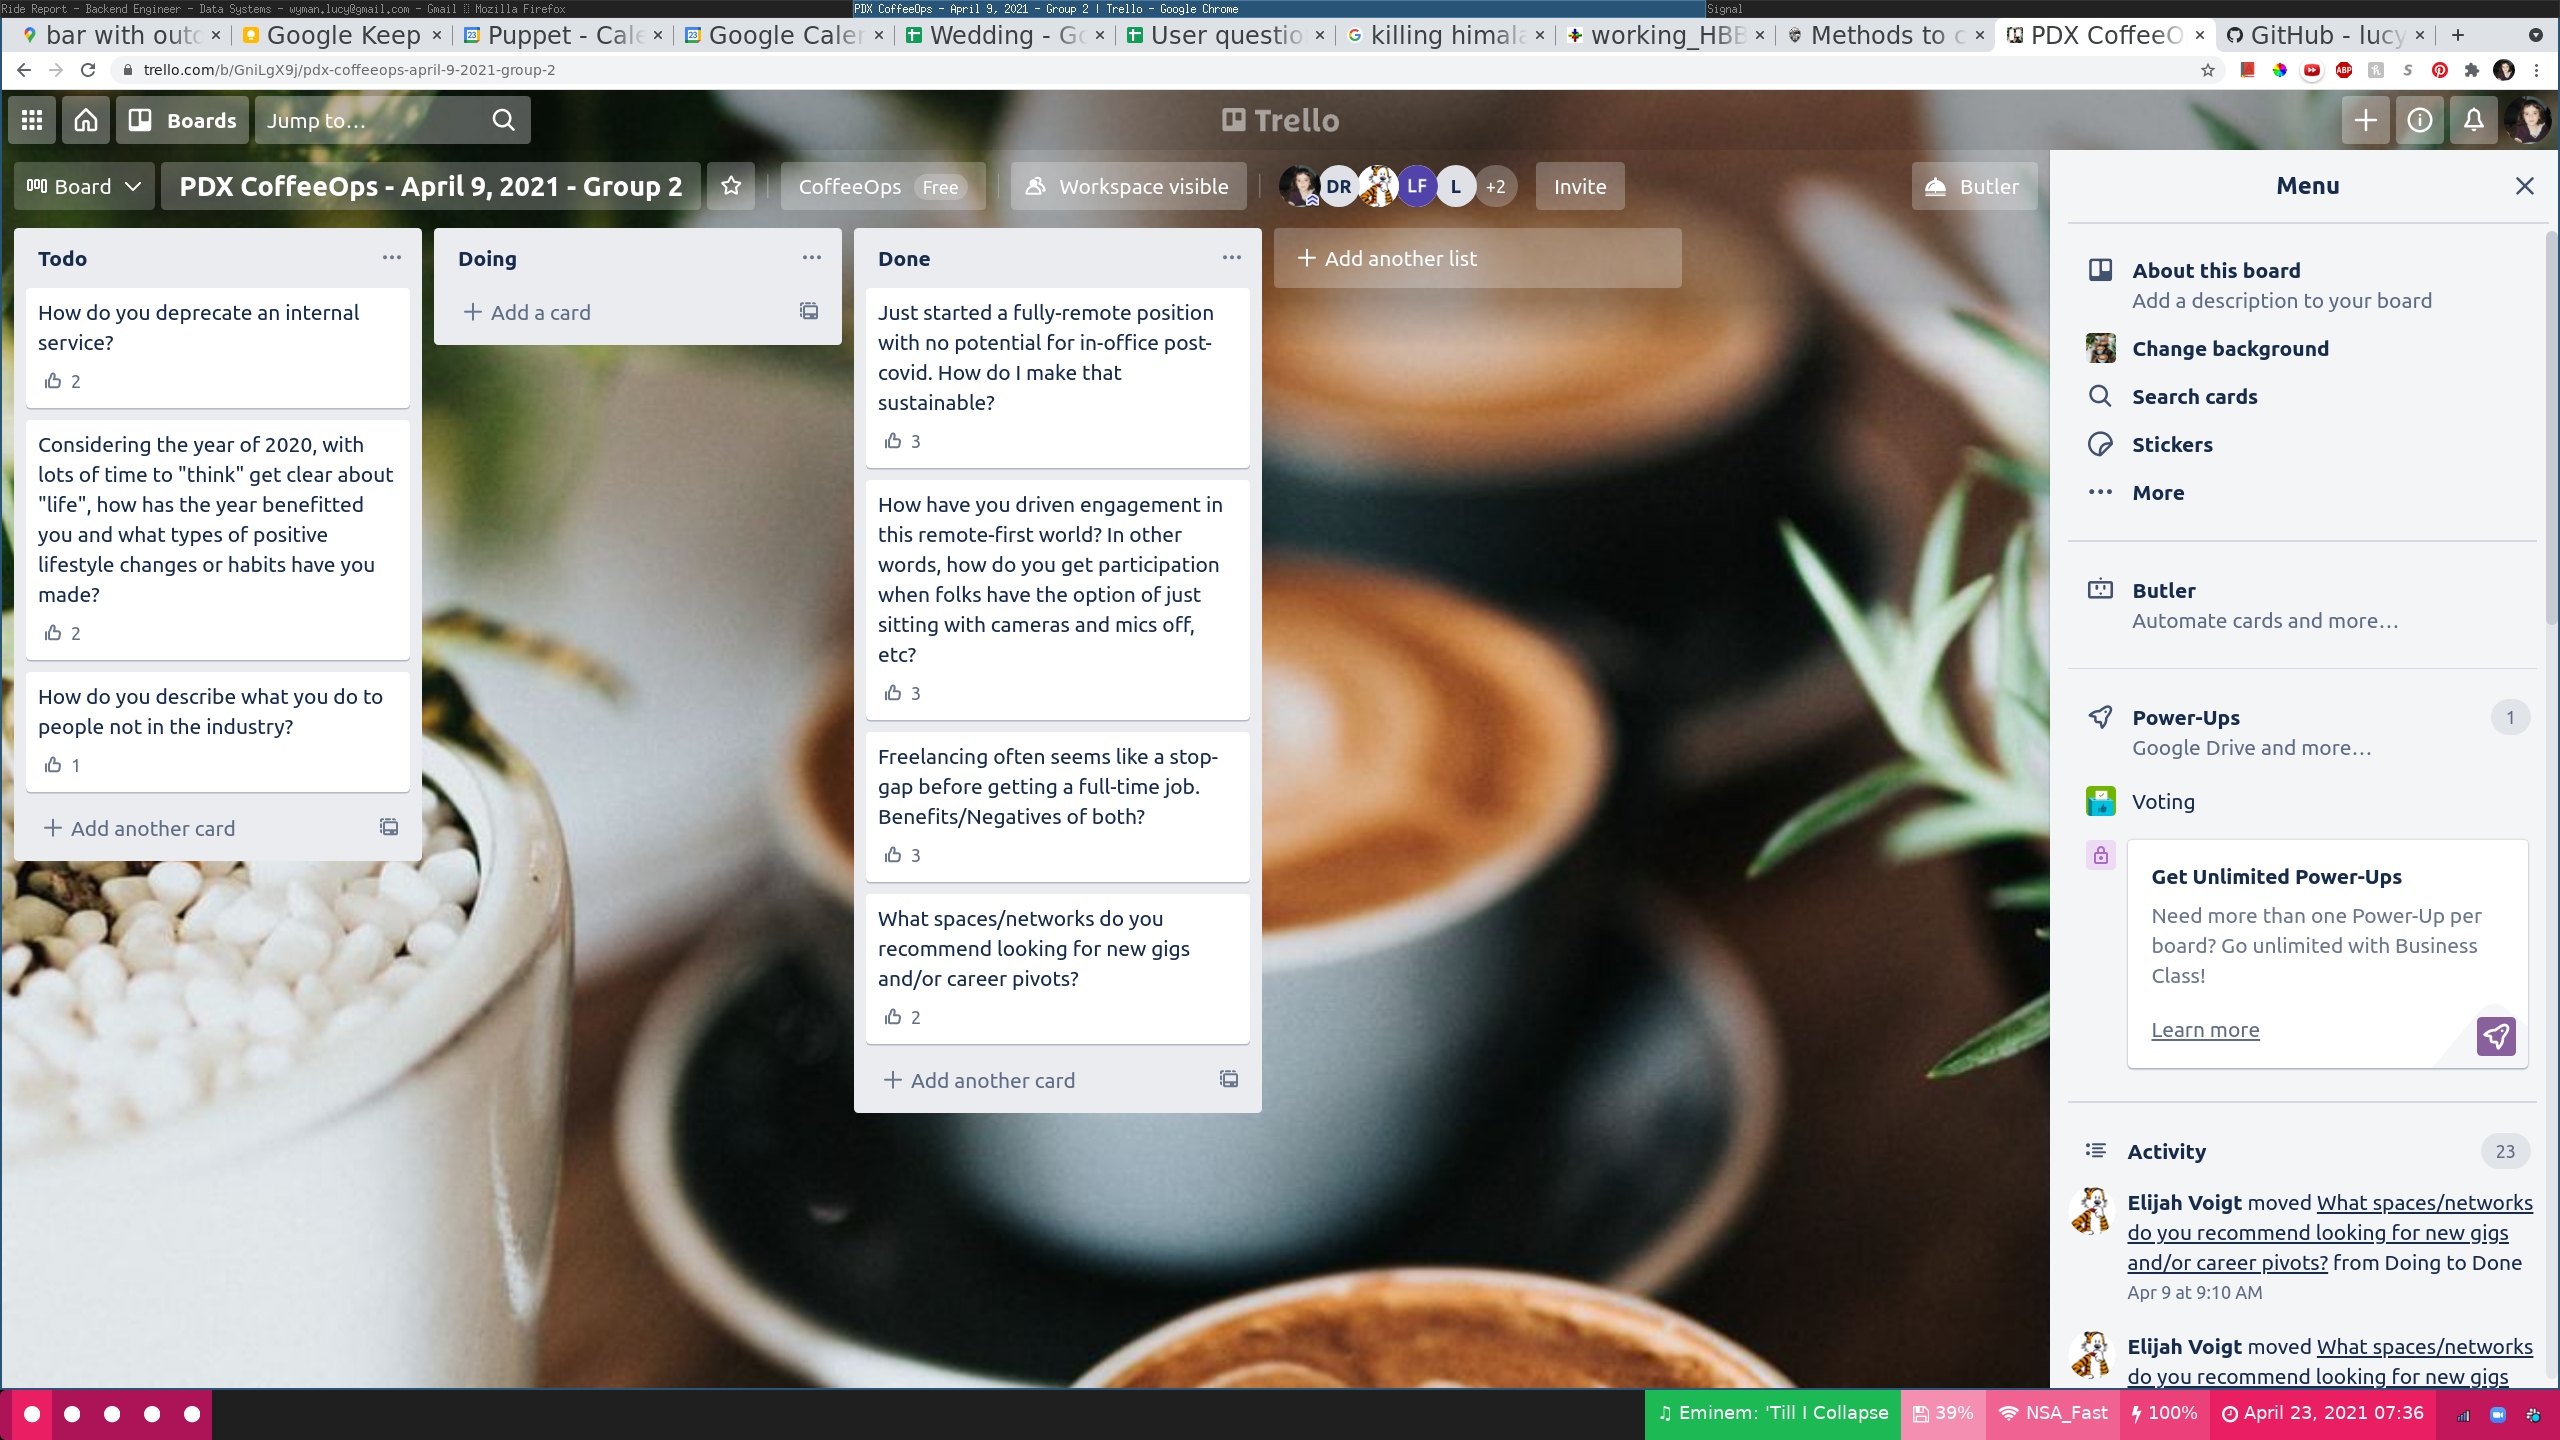 Ride Report - Backend Engineer - Data Systems - wyman.lucy@gmail.com - Gmail Mozilla Firefox
PDX CoffeeOps - April 9, 2021 - Group 2 | Trello - Google Chrome
Signal
bar with outd
Google Keep
Puppet - Cale
Google Caler
Wedding - Go
User questio
killing himala
working_HBB
Methods to c
PDX CoffeeO
GitHub - lucy
trello.com/b/GniLgX9j/pdx-coffeeops-april-9-2021-group-2
ABP
Boards
Jump to...
Trello
Board
PDX CoffeeOps - April 9, 2021 - Group 2
CoffeeOps Free
Workspace visible
DR
LF
L
+2
Invite
Butler
Todo
How do you deprecate an internal
service?
2
Considering the year of 2020, with
lots of time to "think" get clear about
"life", how has the year benefitted
you and what types of positive
lifestyle changes or habits have you
made?
2
How do you describe what you do to
people not in the industry?
1
+ Add another card
Doing
+ Add a card
Done
Just started a fully-remote position
with no potential for in-office post-
covid. How do I make that
sustainable?
3
How have you driven engagement in
this remote-first world? In other
words, how do you get participation
when folks have the option of just
sitting with cameras and mics off,
etc?
3
Freelancing often seems like a stop-
gap before getting a full-time job.
Benefits/Negatives of both?
3
What spaces/networks do you
recommend looking for new gigs
and/or career pivots?
2
+ Add another card
+ Add another list
Menu
About this board
Add a description to your board
Change background
Search cards
Stickers
More
Butler
Automate cards and more...
Power-Ups 1
Google Drive and more...
Voting
Get Unlimited Power-Ups
Need more than one Power-Up per
board? Go unlimited with Business
Class!
Learn more
Activity 23
Elijah Voigt moved What spaces/networks
do you recommend looking for new gigs
and/or career pivots? from Doing to Done
Apr 9 at 9:10 AM
Elijah Voigt moved What spaces/networks
do you recommend looking for new gigs
♫ Eminem: 'Till I Collapse
39%
NSA_Fast
100%
April 23, 2021 07:36